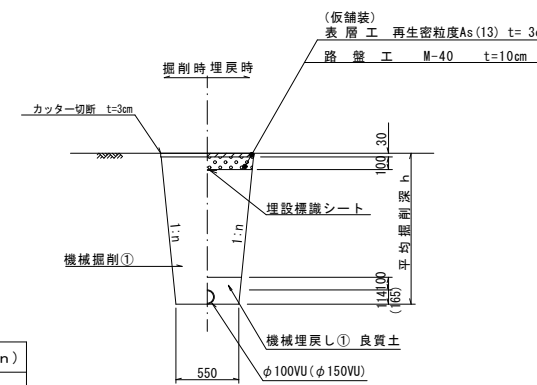 (仮舗装)
表 層 工 再生密粒度As(13) t= 3c
路 盤 工 M-40 t=10cm
掘削時 埋戻時
カッター切断 t=3cm
30
100
埋設標識シート
平均掘削深 h
1:n
1:n
機械掘削①
100
114
(165)
機械埋戻し① 良質土
φ100VU(φ150VU)
550
n)